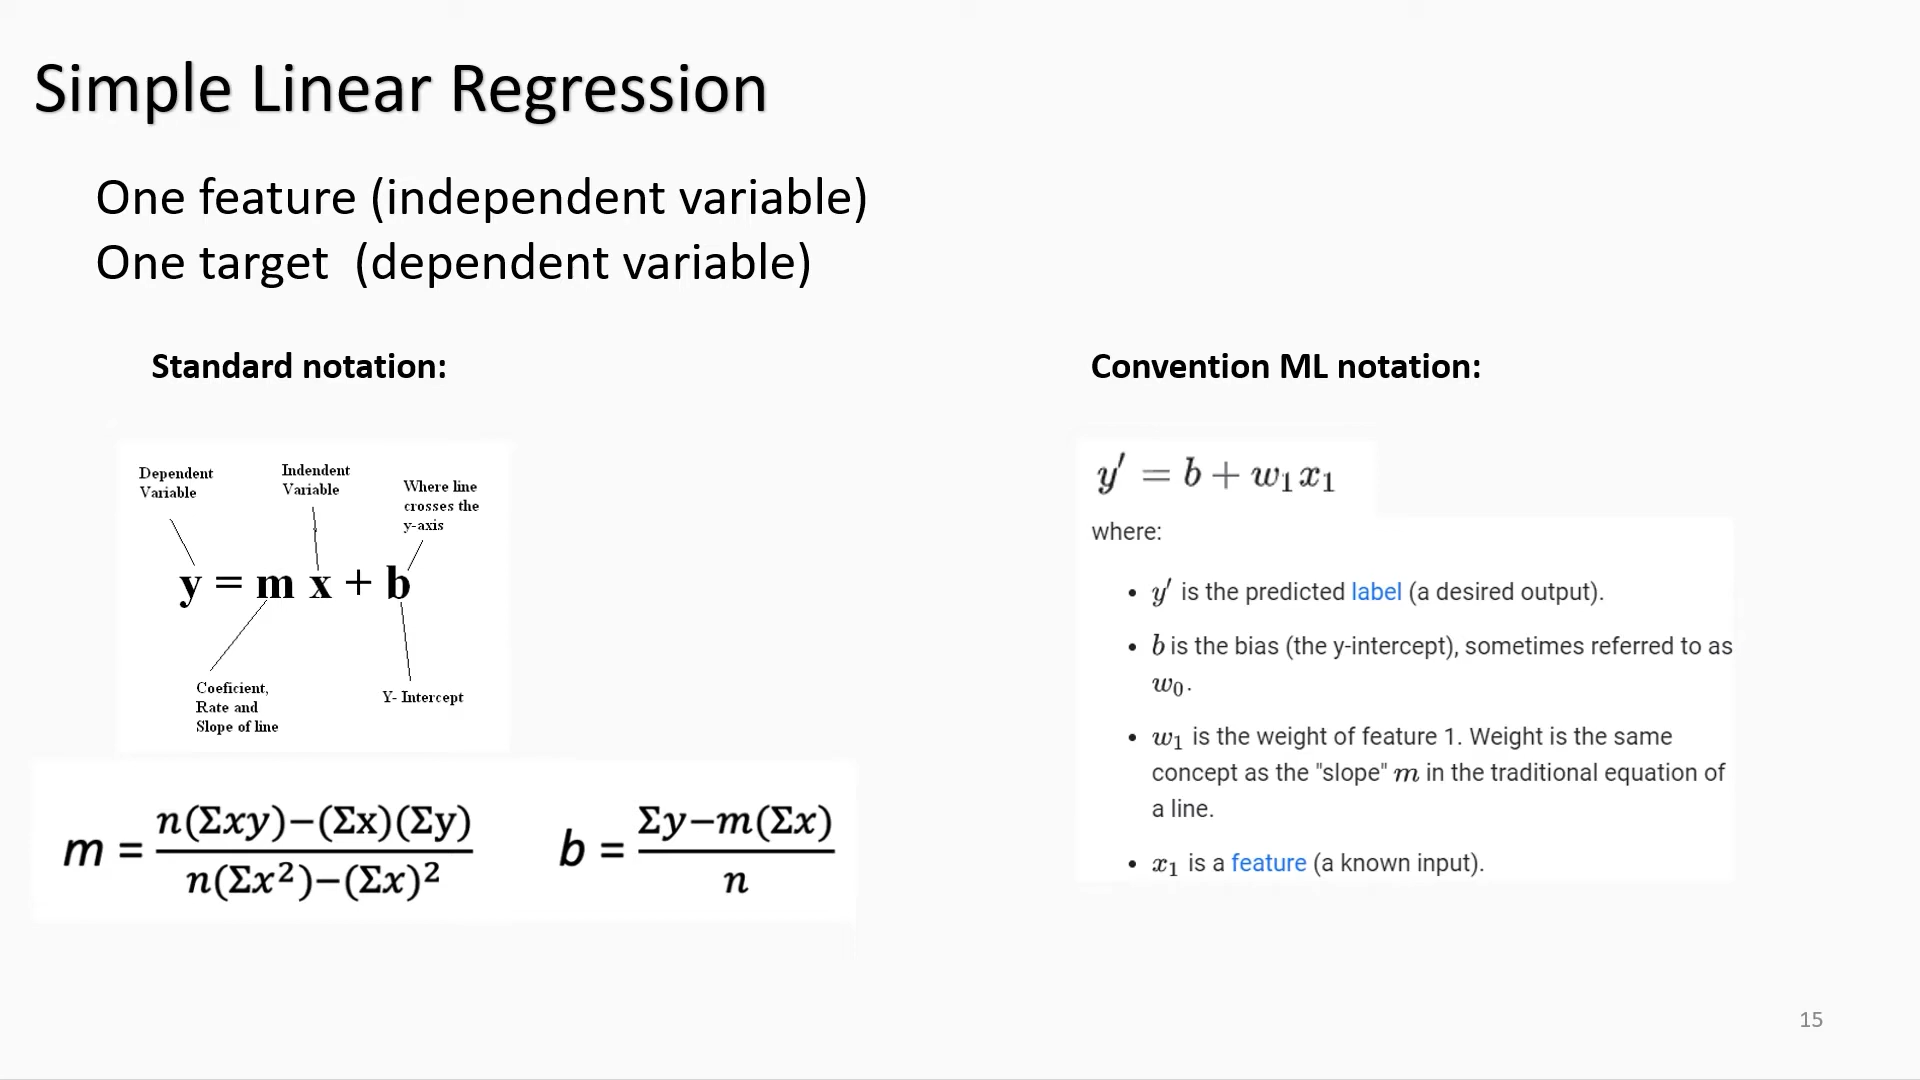 Simple Linear Regression
One feature (independent variable)
One target (dependent variable)
Standard notation:
Dependent
Variable
Indendent
Variable
Where line
crosses the
y-axis
y = m x + b
Coeficient,
Rate and
Slope of line
Y- Intercept
m = n(Σxy)−(Σx)(Σy) / n(Σx²)−(Σx)²
b = Σy−m(Σx) / n
Convention ML notation:
y′ = b + w₁x₁
where:
• y′ is the predicted label (a desired output).
• b is the bias (the y-intercept), sometimes referred to as
w₀.
• w₁ is the weight of feature 1. Weight is the same
concept as the "slope" m in the traditional equation of
a line.
• x₁ is a feature (a known input).
15